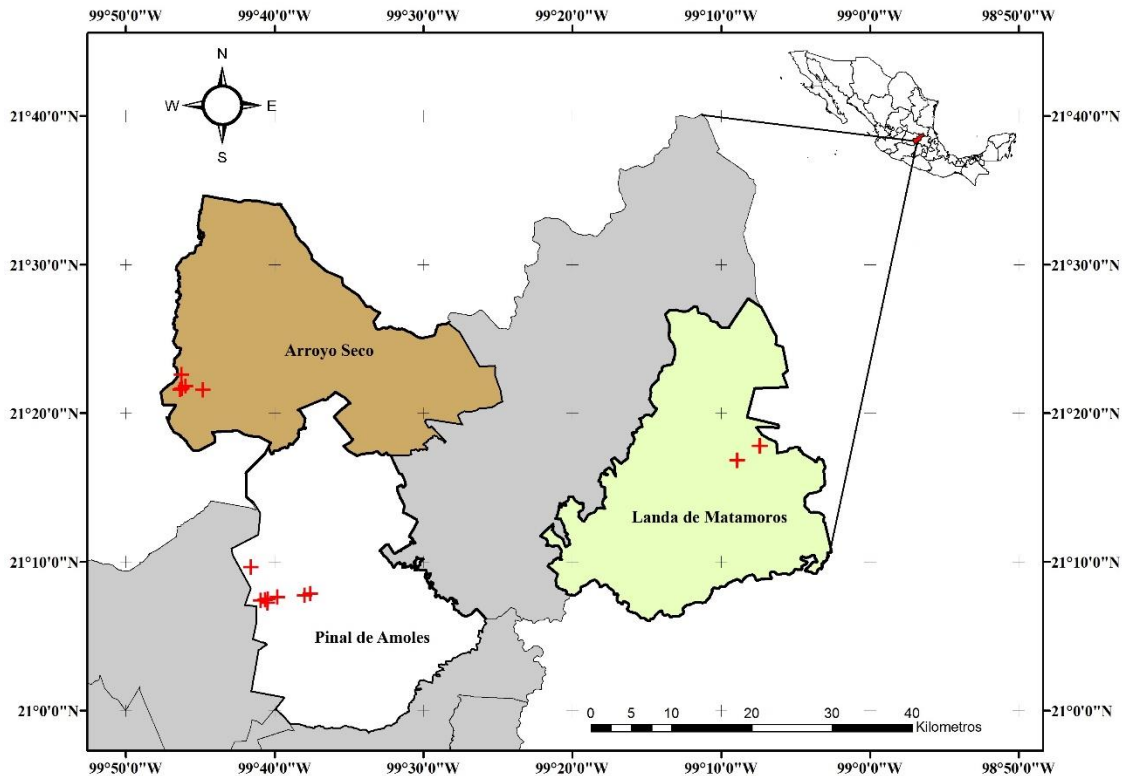 99°50'0"W 99°40'0"W 99°30'0"W 99°20'0"W 99°10'0"W 99°0'0"W 98°50'0"W
N
W E
S
21°40'0"N 21°40'0"N
21°30'0"N 21°30'0"N
Arroyo Seco
21°20'0"N 21°20'0"N
Landa de Matamoros
21°10'0"N 21°10'0"N
Pinal de Amoles
21°0'0"N 21°0'0"N
0 5 10 20 30 40
Kilometros
99°50'0"W 99°40'0"W 99°30'0"W 99°20'0"W 99°10'0"W 99°0'0"W 98°50'0"W